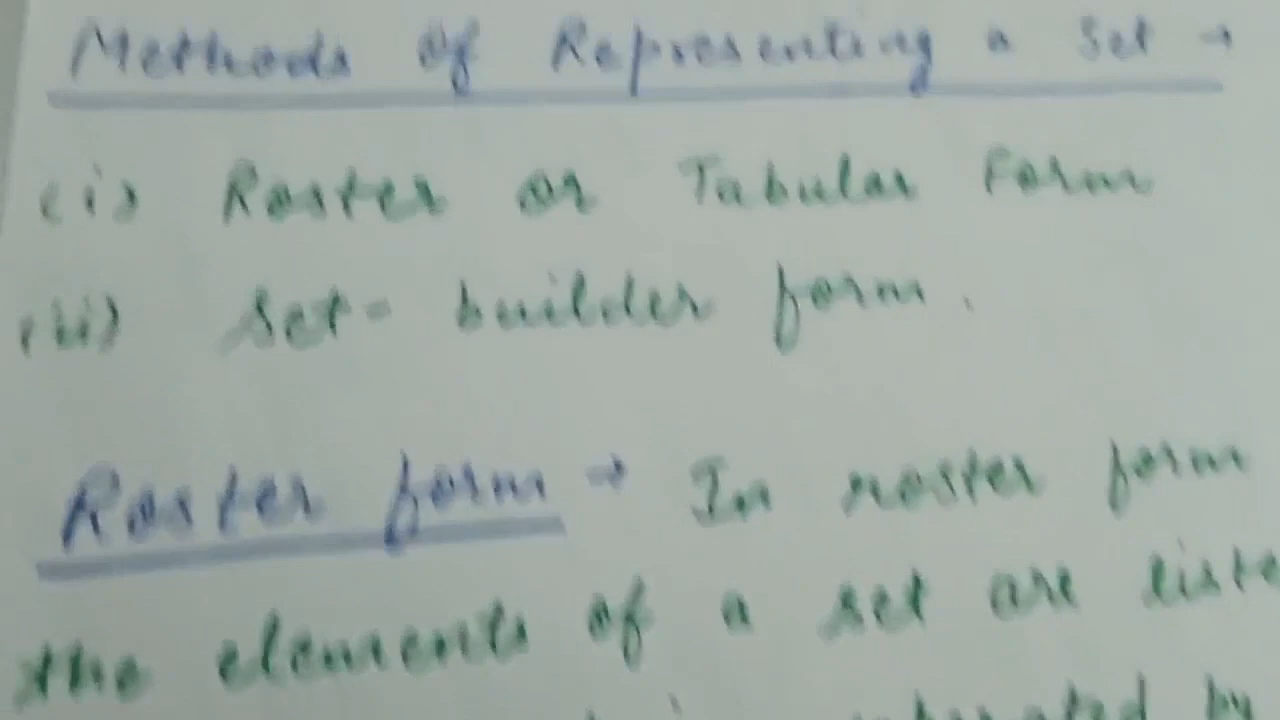 Methods of Representing a Set →
(i) Roster or Tabular Form
(ii) Set-builder form.
Roster form → In roster form
the elements of a set are liste
by